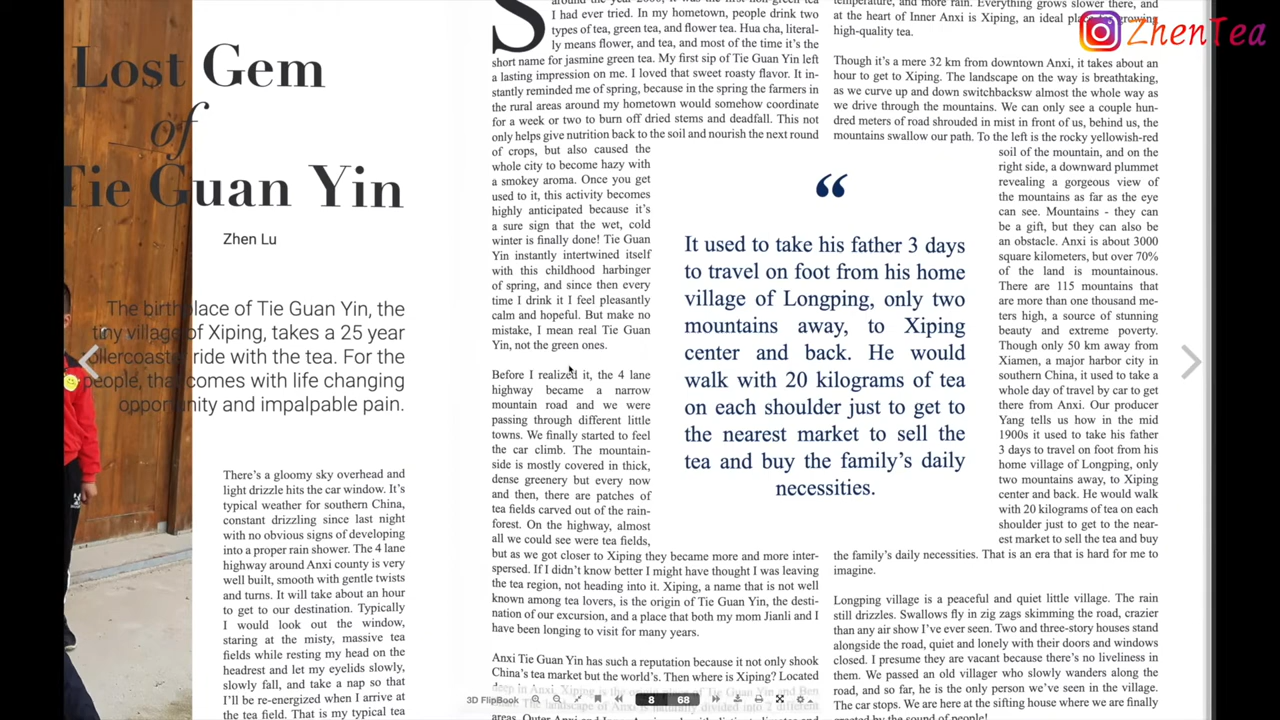 ZhenTea
Lost Gem
of
Tie Guan Yin
Zhen Lu
The birthplace of Tie Guan Yin, the
tiny village of Xiping, takes a 25 year
rollercoaster ride with the tea. For the
people, that comes with life changing
opportunity and impalpable pain.
There's a gloomy sky overhead and
light drizzle hits the car window. It's
typical weather for southern China,
constant drizzling since last night
with no obvious signs of developing
into a proper rain shower. The 4 lane
highway around Anxi county is very
well built, smooth with gentle twists
and turns. It will take about an hour
to get to our destination. Typically
I would look out the window,
staring at the misty, massive tea
fields while resting my head on the
headrest and let my eyelids slowly,
slowly fall, and take a nap so that
I'll be re-energized when I arrive at
the tea field. That is my typical tea
S
I had ever tried. In my hometown, people drink two
types of tea, green tea, and flower tea. Hua cha, literal-
ly means flower, and tea, and most of the time it's the
short name for jasmine green tea. My first sip of Tie Guan Yin left
a lasting impression on me. I loved that sweet roasty flavor. It in-
stantly reminded me of spring, because in the spring the farmers in
the rural areas around my hometown would somehow coordinate
for a week or two to burn off dried stems and deadfall. This not
only helps give nutrition back to the soil and nourish the next round
of crops, but also caused the
whole city to become hazy with
a smokey aroma. Once you get
used to it, this activity becomes
highly anticipated because it's
a sure sign that the wet, cold
winter is finally done! Tie Guan
Yin instantly intertwined itself
with this childhood harbinger
of spring, and since then every
time I drink it I feel pleasantly
calm and hopeful. But make no
mistake, I mean real Tie Guan
Yin, not the green ones.
Before I realized it, the 4 lane
highway became a narrow
mountain road and we were
passing through different little
towns. We finally started to feel
the car climb. The mountain-
side is mostly covered in thick,
dense greenery but every now
and then, there are patches of
tea fields carved out of the rain-
forest. On the highway, almost
all we could see were tea fields,
but as we got closer to Xiping they became more and more inter-
spersed. If I didn't know better I might have thought I was leaving
the tea region, not heading into it. Xiping, a name that is not well
known among tea lovers, is the origin of Tie Guan Yin, the desti-
nation of our excursion, and a place that both my mom Jianli and I
have been longing to visit for many years.
Anxi Tie Guan Yin has such a reputation because it not only shook
China's tea market but the world's. Then where is Xiping? Located
“
It used to take his father 3 days
to travel on foot from his home
village of Longping, only two
mountains away, to Xiping
center and back. He would
walk with 20 kilograms of tea
on each shoulder just to get to
the nearest market to sell the
tea and buy the family's daily
necessities.
temperature, and more rain. Everything grows slower there, and
at the heart of Inner Anxi is Xiping, an ideal place growing
high-quality tea.
Though it's a mere 32 km from downtown Anxi, it takes about an
hour to get to Xiping. The landscape on the way is breathtaking,
as we curve up and down switchbacksw almost the whole way as
we drive through the mountains. We can only see a couple hun-
dred meters of road shrouded in mist in front of us, behind us, the
mountains swallow our path. To the left is the rocky yellowish-red
soil of the mountain, and on the
right side, a downward plummet
revealing a gorgeous view of
the mountains as far as the eye
can see. Mountains - they can
be a gift, but they can also be
an obstacle. Anxi is about 3000
square kilometers, but over 70%
of the land is mountainous.
There are 115 mountains that
are more than one thousand me-
ters high, a source of stunning
beauty and extreme poverty.
Though only 50 km away from
Xiamen, a major harbor city in
southern China, it used to take a
whole day of travel by car to get
there from Anxi. Our producer
Yang tells us how in the mid
1900s it used to take his father
3 days to travel on foot from his
home village of Longping, only
two mountains away, to Xiping
center and back. He would walk
with 20 kilograms of tea on each
shoulder just to get to the near-
est market to sell the tea and buy
the family's daily necessities. That is an era that is hard for me to
imagine.
Longping village is a peaceful and quiet little village. The rain
still drizzles. Swallows fly in zig zags skimming the road, crazier
than any air show I've ever seen. Two and three-story houses stand
alongside the road, quiet and lonely with their doors and windows
closed. I presume they are vacant because there's no liveliness in
them. We passed an old villager who slowly wanders along the
road, and so far, he is the only person we've seen in the village.
The car stops. We are here at the sifting house where we are finally
3D FlipBook
8 68